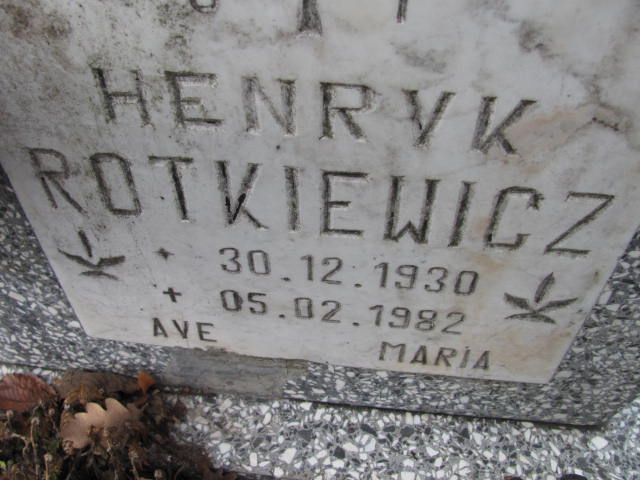 HENRYK
ROTKIEWICZ
* 30.12.1930
+ 05.02.1982
AVE MARIA